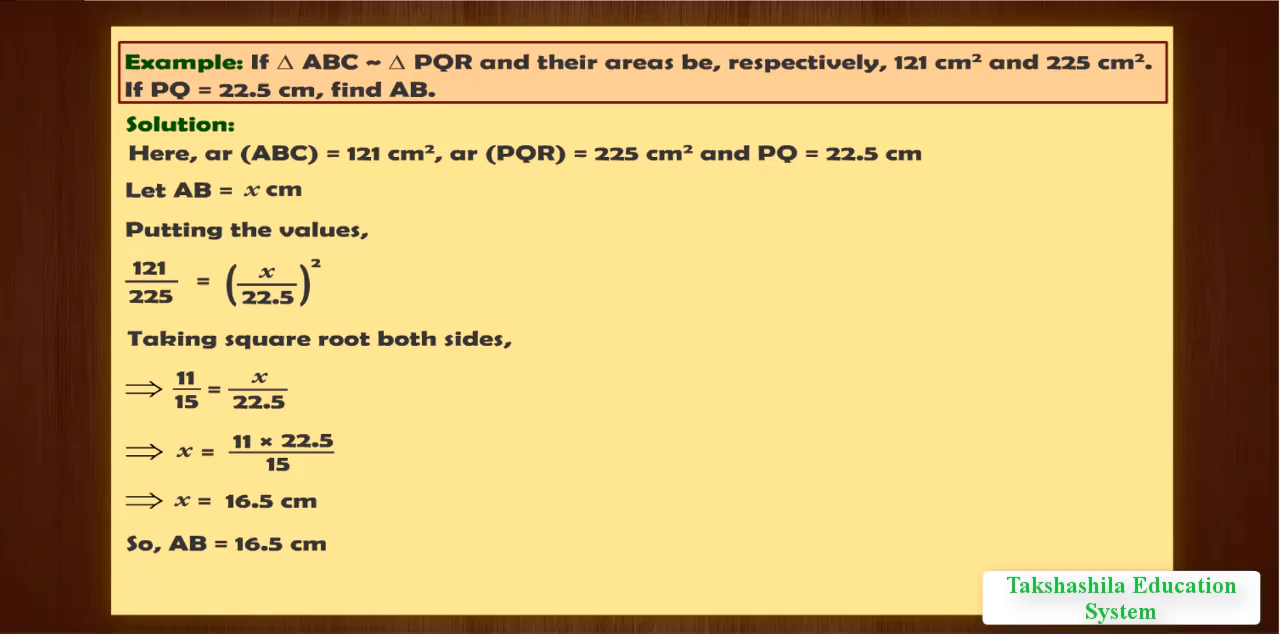 Example: If Δ ABC ~ Δ PQR and their areas be, respectively, 121 cm² and 225 cm².
If PQ = 22.5 cm, find AB.
Solution:
Here, ar (ABC) = 121 cm², ar (PQR) = 225 cm² and PQ = 22.5 cm
Let AB = x cm
Putting the values,
121/225 = (x/22.5)²
Taking square root both sides,
⟹ 11/15 = x/22.5
⟹ x = 11 × 22.5/15
⟹ x = 16.5 cm
So, AB = 16.5 cm
Takshashila Education
System